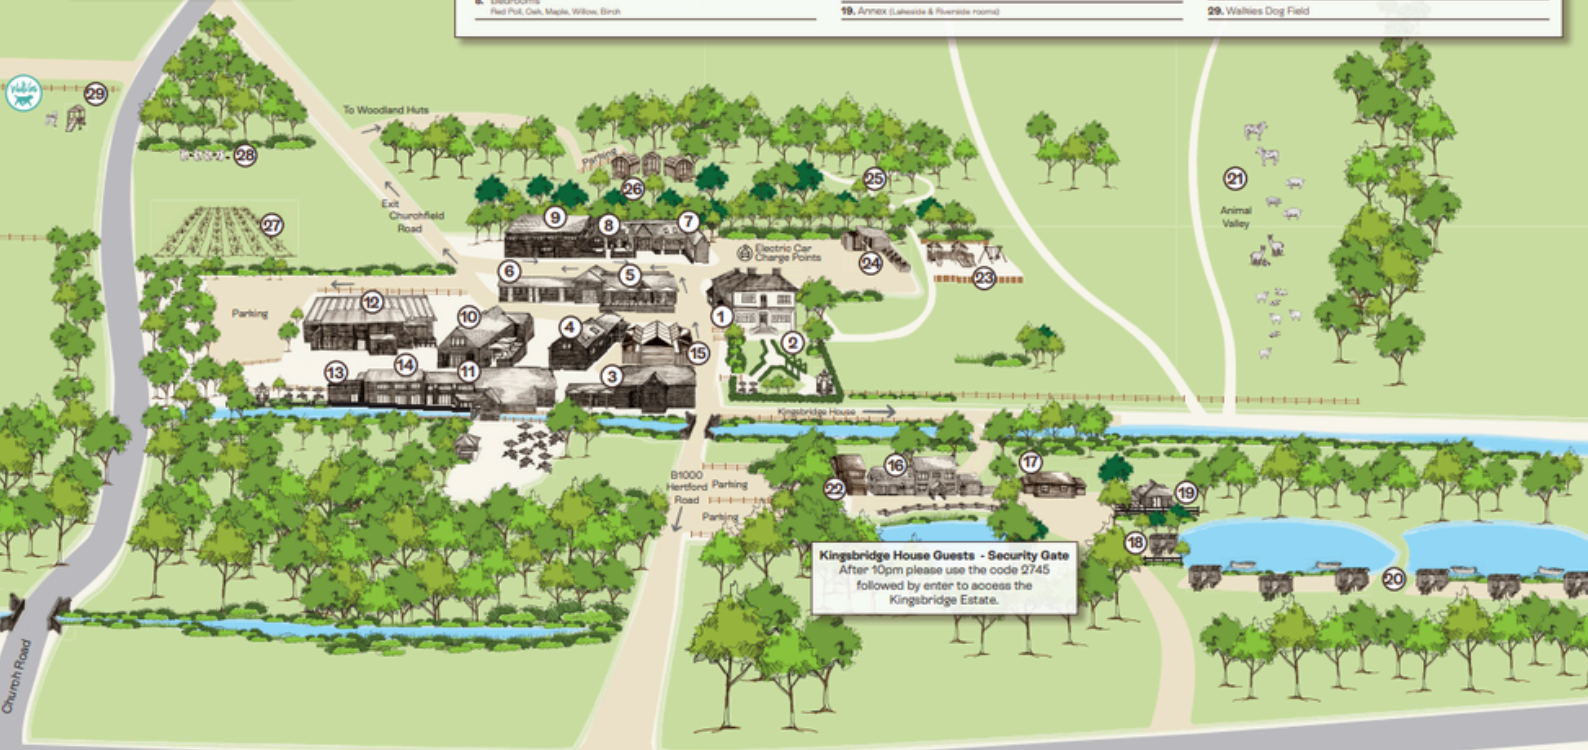 Bedrooms
Red Poll, Oak, Maple, Willow, Birch
19. Annex (Lakeside & Riverside rooms)
29. Walkies Dog Field
Walkies
29
To Woodland Huts
28
Parking
26
25
21
Animal
Valley
Exit
Churchfield
Road
27
9
8
7
Electric Car
Charge Points
24
23
6
5
Parking
12
10
4
1
2
15
13
14
11
3
Kingsbridge House
B1000
Hertford
Road
Parking
Parking
22
16
17
19
18
20
Kingsbridge House Guests - Security Gate
After 10pm please use the code 2745
followed by enter to access the
Kingsbridge Estate.
Church Road